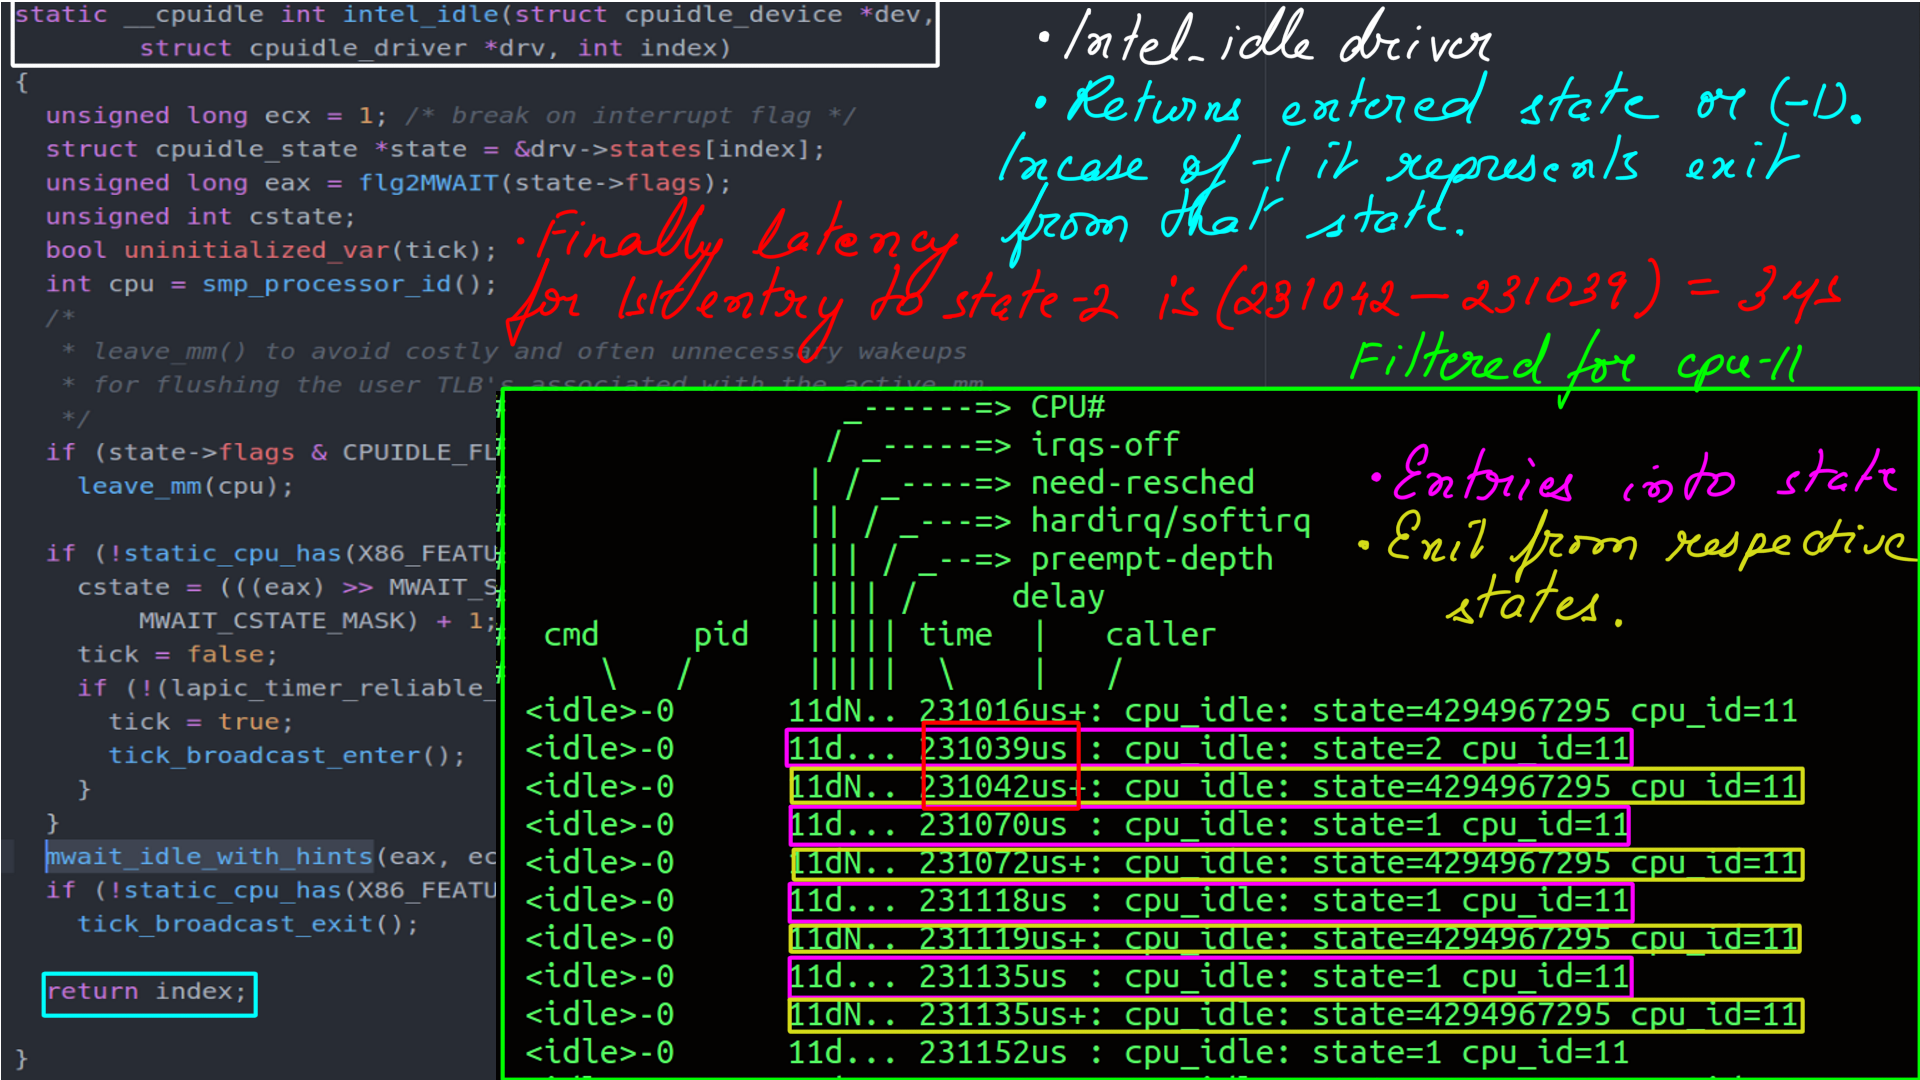 static __cpuidle int intel_idle(struct cpuidle_device *dev,
struct cpuidle_driver *drv, int index)
{
unsigned long ecx = 1; /* break on interrupt flag */
struct cpuidle_state *state = &drv->states[index];
unsigned long eax = flg2MWAIT(state->flags);
unsigned int cstate;
bool uninitialized_var(tick);
int cpu = smp_processor_id();
/*
* leave_mm() to avoid costly and often unnecessary wakeups
* for flushing the user TLB's associated with the active mm
*/
if (state->flags & CPUIDLE_FL
leave_mm(cpu);
if (!static_cpu_has(X86_FEATU
cstate = (((eax) >> MWAIT_S
MWAIT_CSTATE_MASK) + 1;
tick = false;
if (!(lapic_timer_reliable_
tick = true;
tick_broadcast_enter();
}
}
mwait_idle_with_hints(eax, ec
if (!static_cpu_has(X86_FEATU
tick_broadcast_exit();
return index;
}
• Intel_idle driver
• Returns entered state or (-1).
Incase of -1 it represents exit
from that state.
• Finally latency
for 1st entry to state-2 is (231042 - 231039) = 3 µs
Filtered for cpu-11
• Entries into state
• Exit from respective
states.
_------=> CPU#
/ _-----=> irqs-off
| / _----=> need-resched
|| / _---=> hardirq/softirq
||| / _--=> preempt-depth
|||| / delay
cmd pid ||||| time | caller
\ / ||||| \ | /
<idle>-0 11dN.. 231016us+: cpu_idle: state=4294967295 cpu_id=11
<idle>-0 11d... 231039us : cpu_idle: state=2 cpu_id=11
<idle>-0 11dN.. 231042us+: cpu_idle: state=4294967295 cpu_id=11
<idle>-0 11d... 231070us : cpu_idle: state=1 cpu_id=11
<idle>-0 11dN.. 231072us+: cpu_idle: state=4294967295 cpu_id=11
<idle>-0 11d... 231118us : cpu_idle: state=1 cpu_id=11
<idle>-0 11dN.. 231119us+: cpu_idle: state=4294967295 cpu_id=11
<idle>-0 11d... 231135us : cpu_idle: state=1 cpu_id=11
<idle>-0 11dN.. 231135us+: cpu_idle: state=4294967295 cpu_id=11
<idle>-0 11d... 231152us : cpu_idle: state=1 cpu_id=11